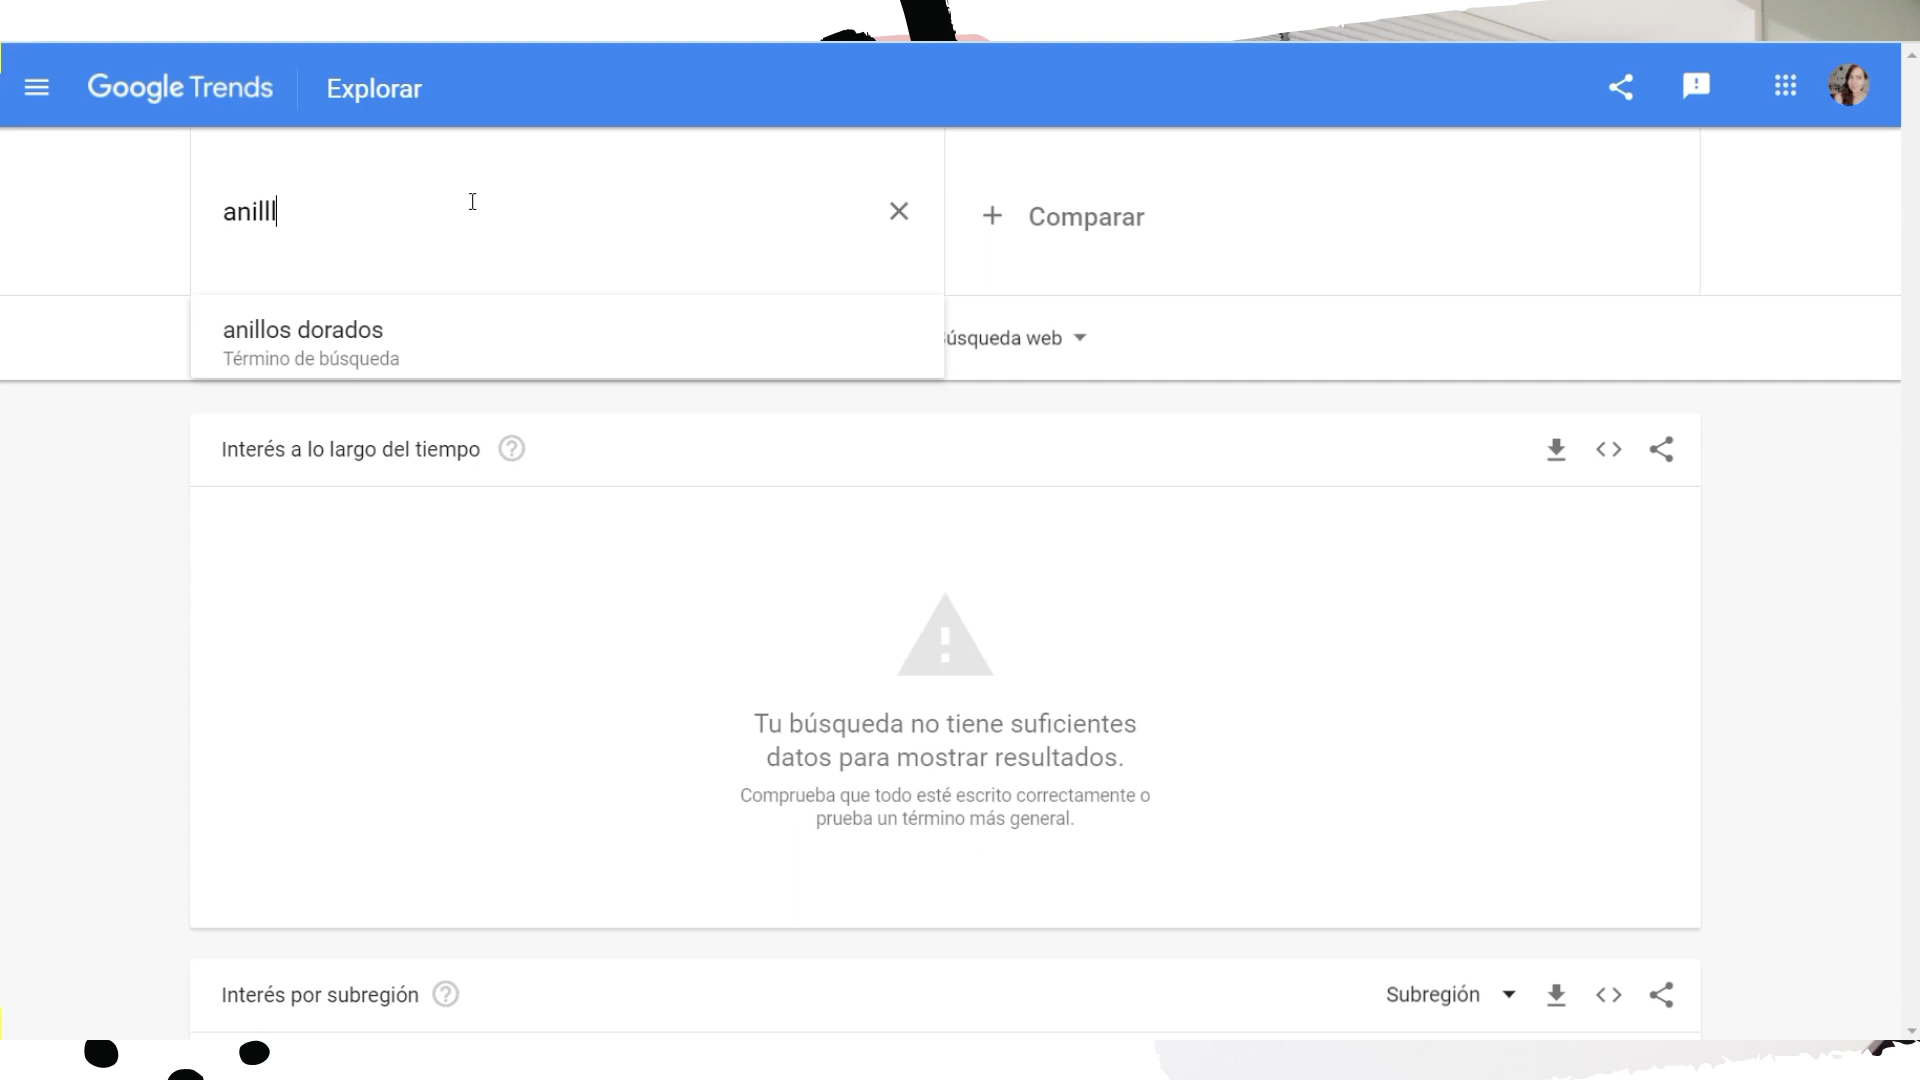 Google Trends
Explorar
anilll
+ Comparar
anillos dorados
Término de búsqueda
úsqueda web
Interés a lo largo del tiempo
Tu búsqueda no tiene suficientes
datos para mostrar resultados.
Comprueba que todo esté escrito correctamente o
prueba un término más general.
Interés por subregión
Subregión